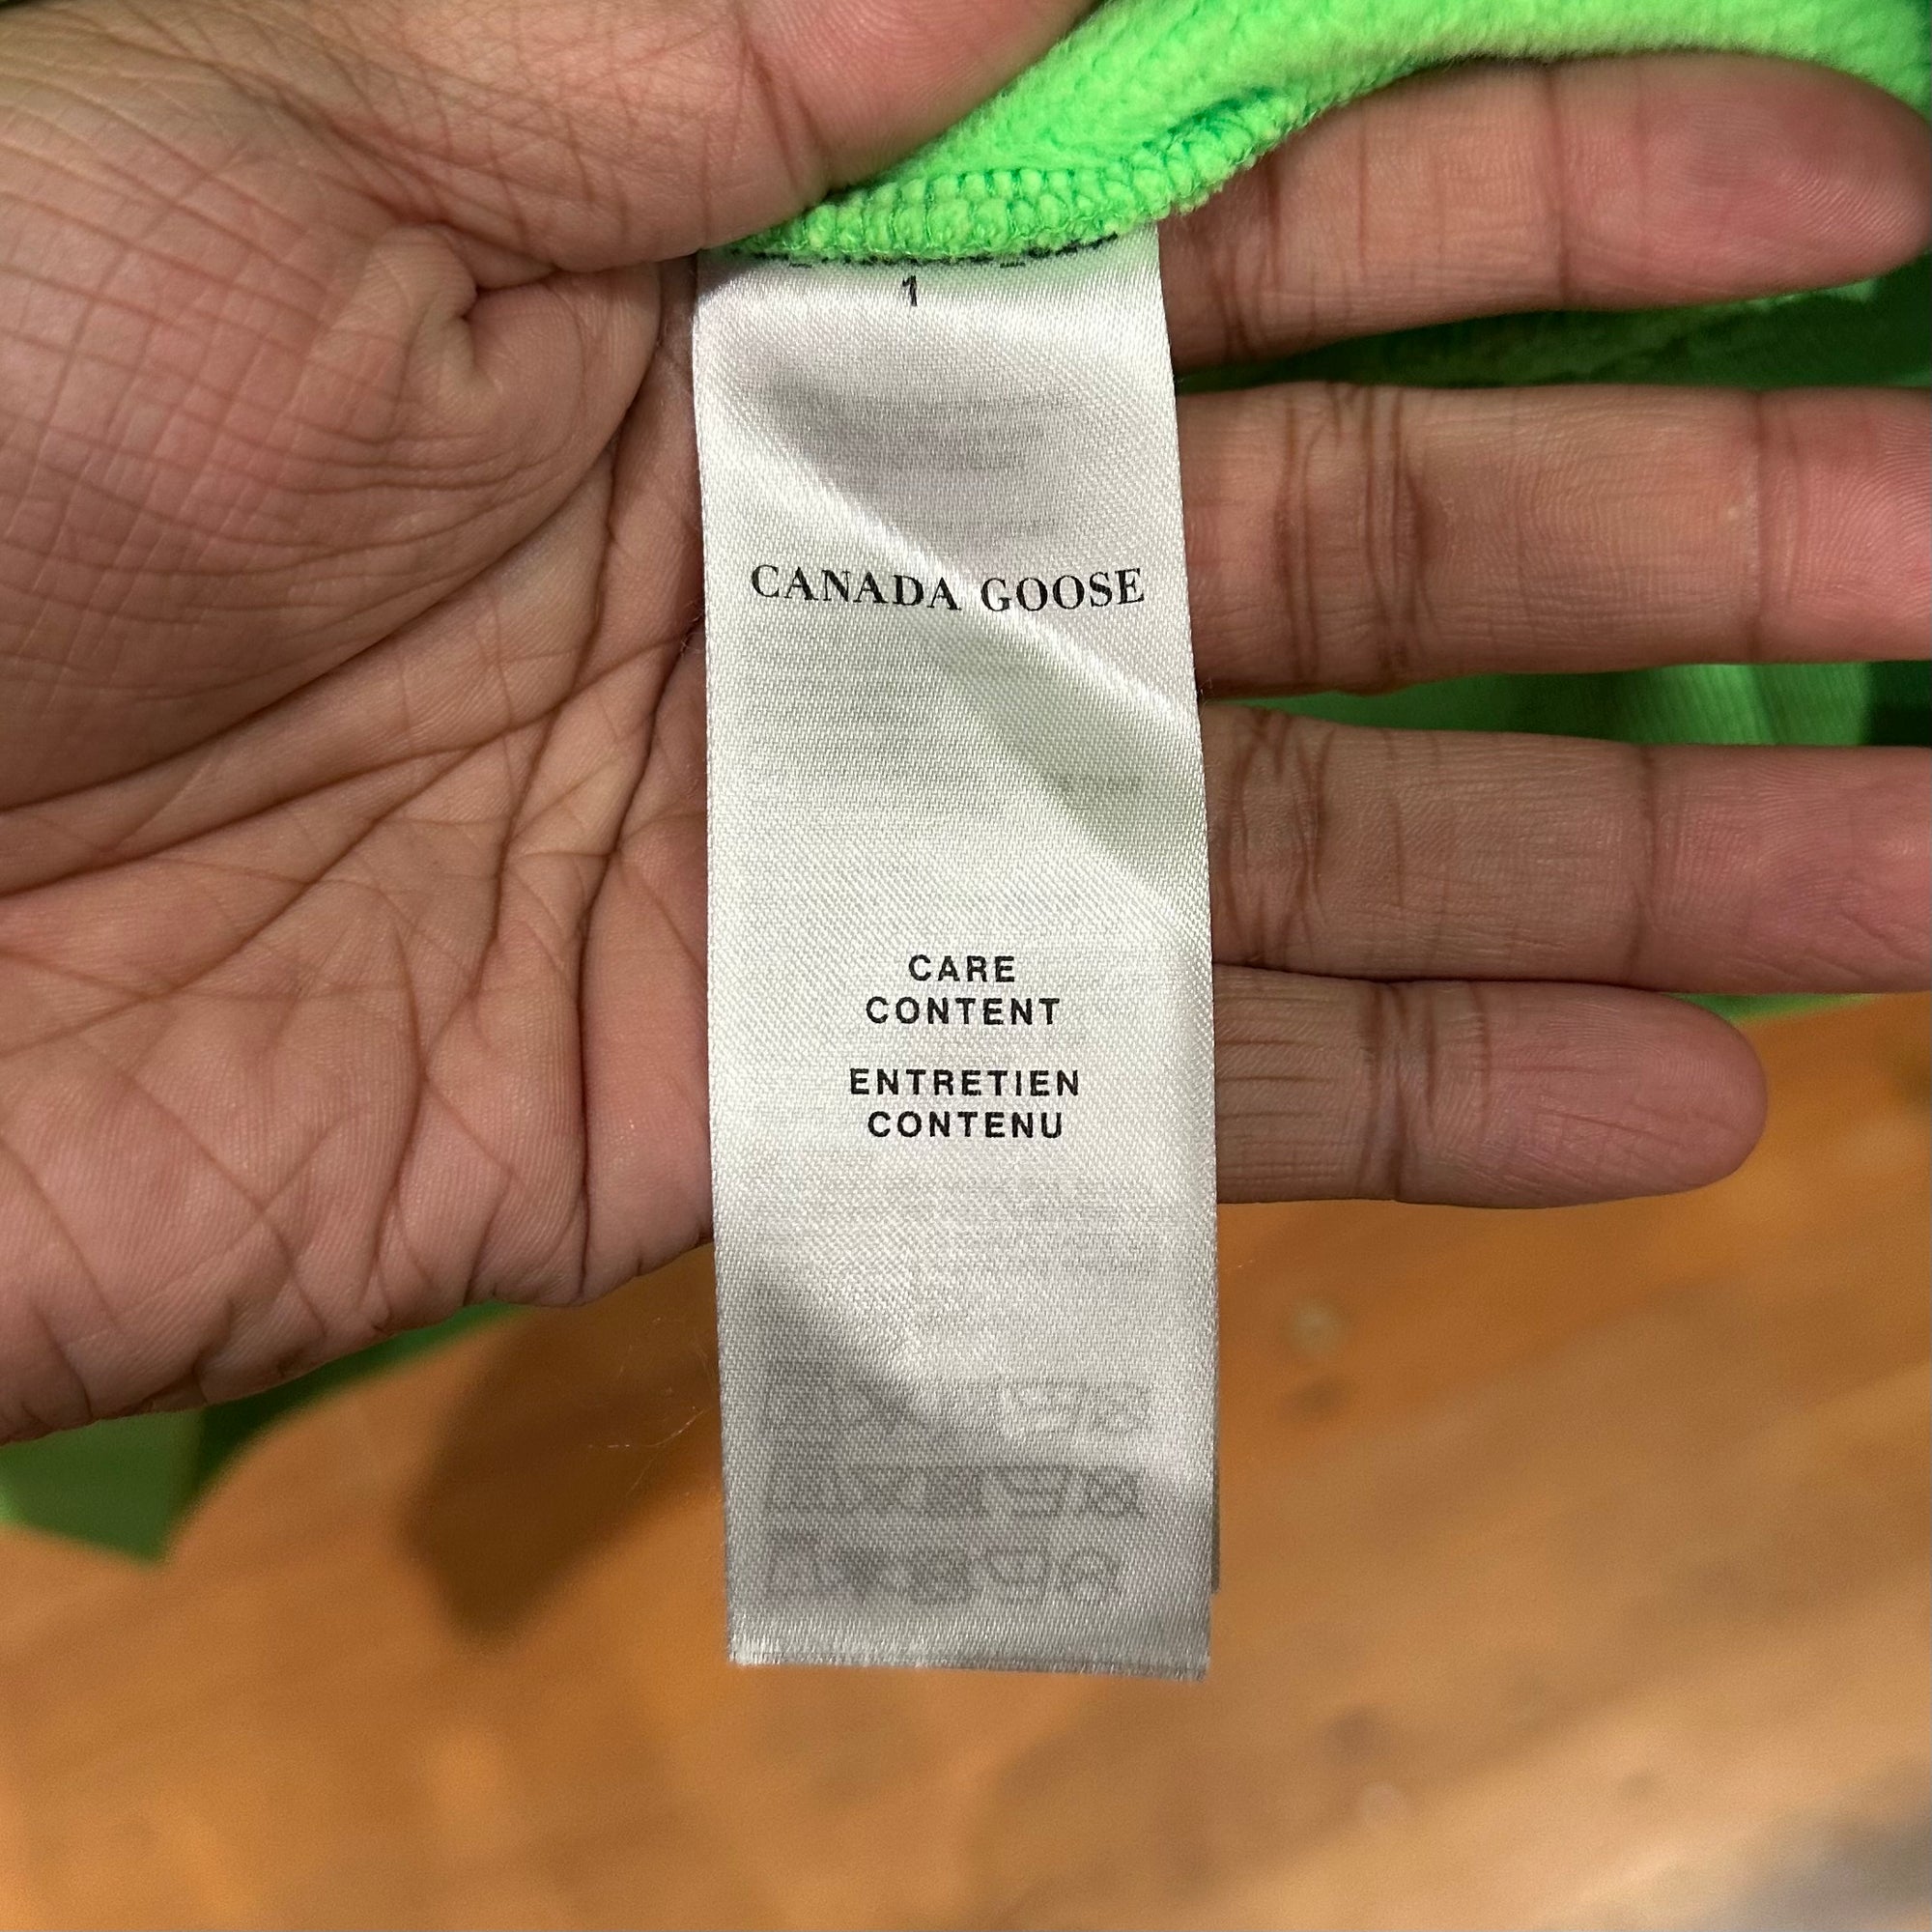 1
CANADA GOOSE
CARE
CONTENT
ENTRETIEN
CONTENU